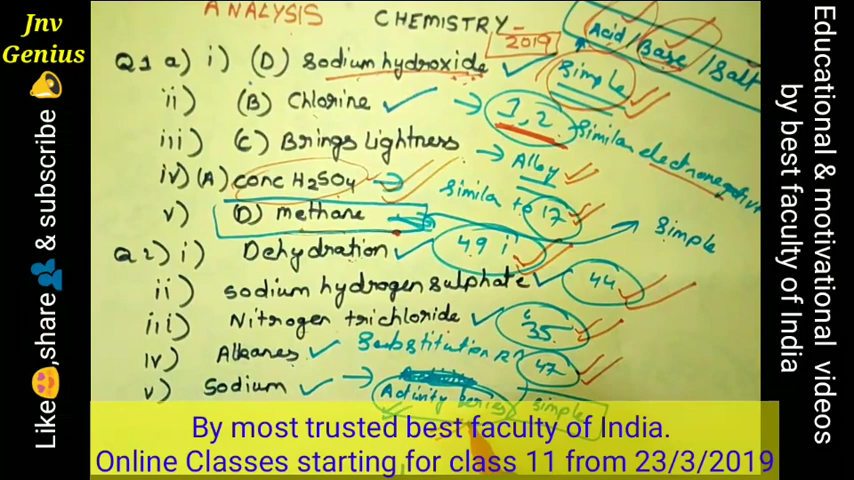 Jnv
Genius
Like😍,share👥 & subscribe🔔
ANALYSIS
CHEMISTRY
2019
Acid/Base/Salt
Q1 a) i) (D) Sodium hydroxide
Simple
ii) (B) Chlorine
1, 2
Similar electronegative
iii) (C) Brings lightness
Alloy
iv) (A) conc H2SO4
Similar to 17
v) (D) methane
Simple
Q2) i) Dehydration
49 i
ii) sodium hydrogen sulphate
44
iii) Nitrogen trichloride
35
iv) Alkanes
Substitution
47
v) Sodium
Activity series
Simple
By most trusted best faculty of India.
Online Classes starting for class 11 from 23/3/2019
Educational & motivational videos
by best faculty of India